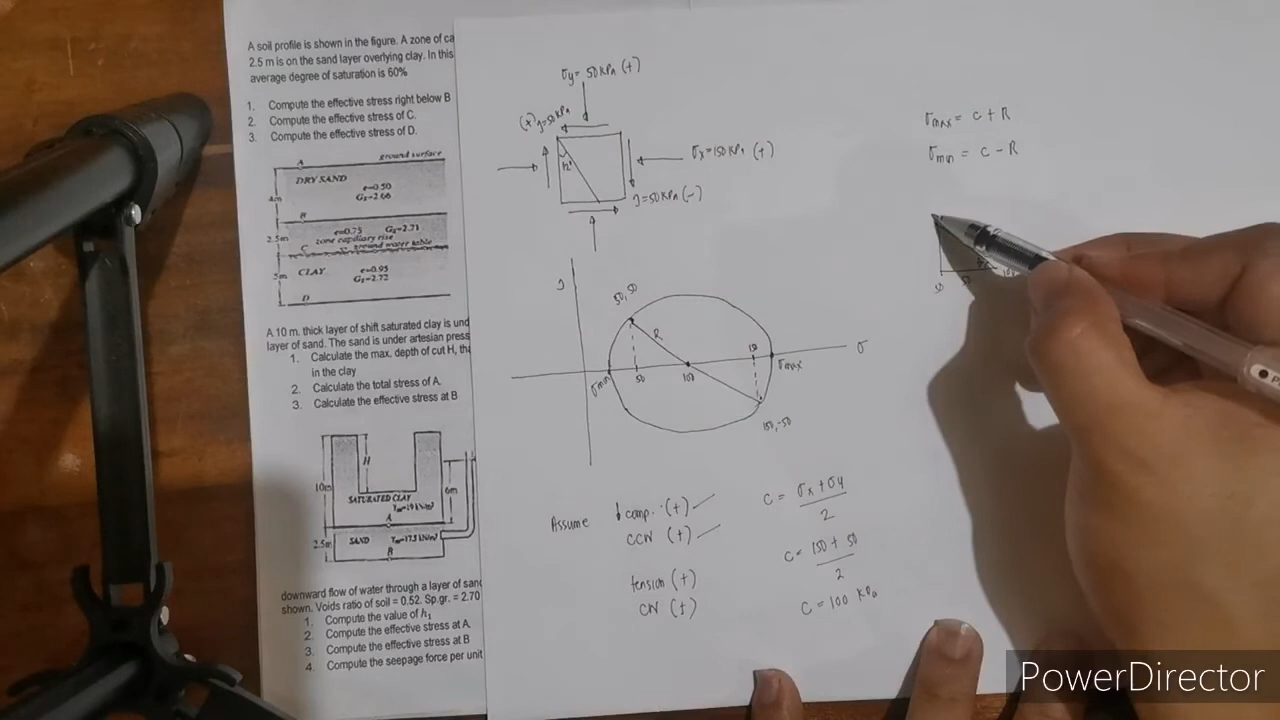 A soil profile is shown in the figure. A zone of ca
2.5 m is on the sand layer overlying clay. In this
average degree of saturation is 60%
1. Compute the effective stress right below B
2. Compute the effective stress of C.
3. Compute the effective stress of D.
A
ground surface
DRY SAND
e=0.50
Gs=2.66
4m
B
e=0.75 Gs=2.71
2.5m
zone capillary rise
C
ground water table
CLAY
e=0.95
Gs=2.72
5m
D
A 10 m. thick layer of shift saturated clay is und
layer of sand. The sand is under artesian press
1. Calculate the max. depth of cut H, tha
in the clay
2. Calculate the total stress of A.
3. Calculate the effective stress at B
H
10m
6m
SATURATED CLAY
A
2.5m
SAND
B
downward flow of water through a layer of sand
shown. Voids ratio of soil = 0.52. Sp.gr. = 2.70
1. Compute the value of h1
2. Compute the effective stress at A.
3. Compute the effective stress at B
4. Compute the seepage force per unit
σy= 50 KPa (+)
σx=150 KPa (+)
σmax = C + R
σmin = C - R
50,50
R
σ
σmin
50
100
σmax
150,-50
50
Assume
comp. (+)
CCW (+)
tension (+)
CW (+)
C = σx + σy
2
C = 150 + 50
2
C = 100 KPa
PowerDirector